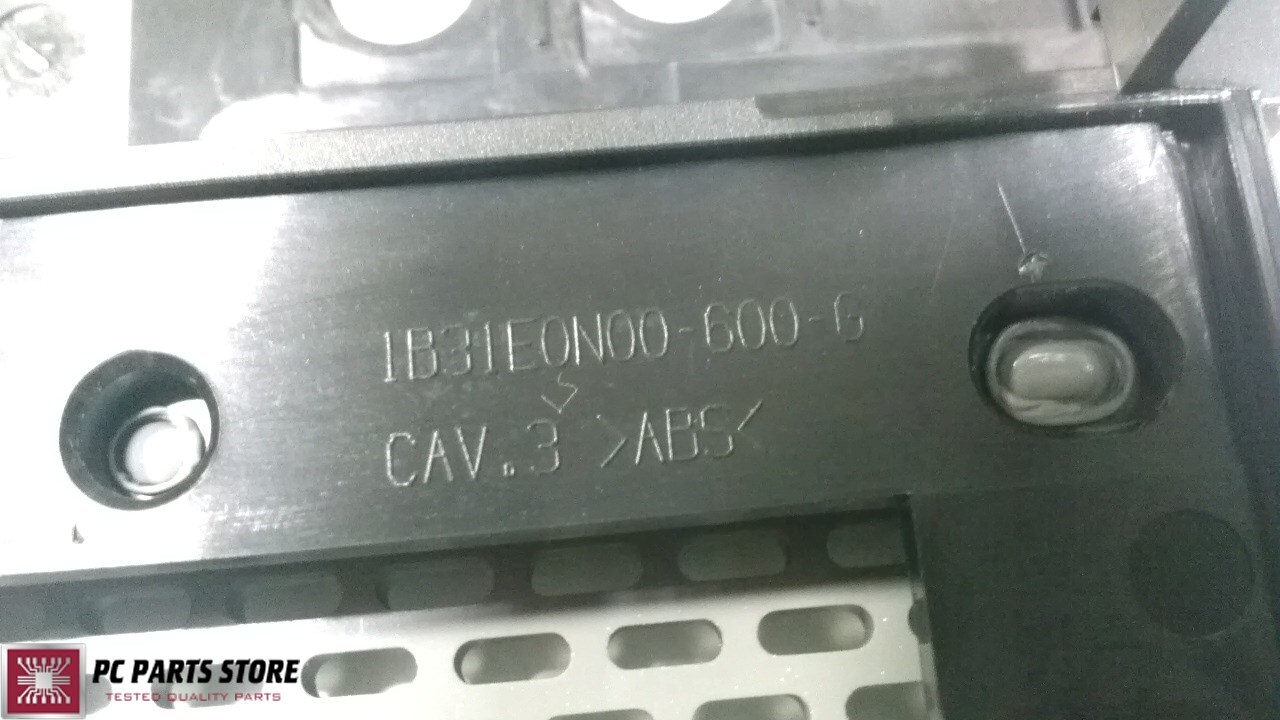 1B31E0N00-600-G
CAV.3 >ABS<
PC PARTS STORE
TESTED QUALITY PARTS